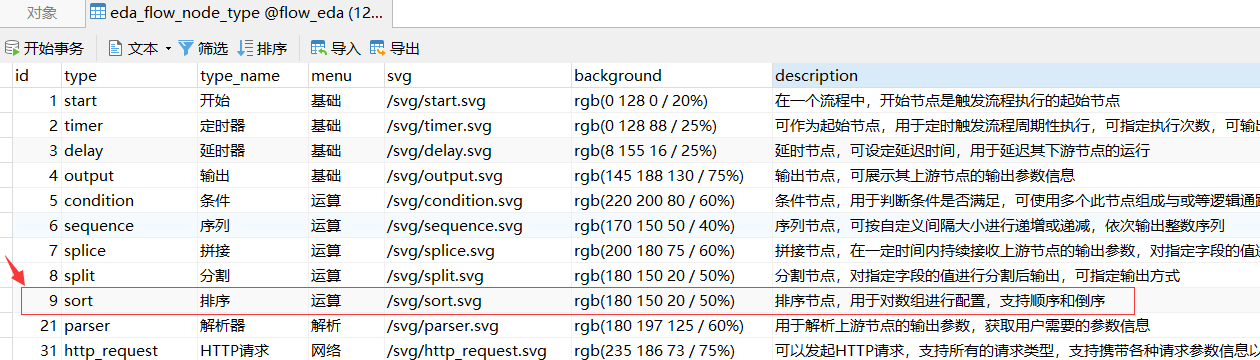 对象 eda_flow_node_type @flow_eda (12...
开始事务 文本 筛选 排序 导入 导出
id type type_name menu svg background description
1 start 开始 基础 /svg/start.svg rgb(0 128 0 / 20%) 在一个流程中，开始节点是触发流程执行的起始节点
2 timer 定时器 基础 /svg/timer.svg rgb(0 128 88 / 25%) 可作为起始节点，用于定时触发流程周期性执行，可指定执行次数，可输出
3 delay 延时器 基础 /svg/delay.svg rgb(8 155 16 / 25%) 延时节点，可设定延迟时间，用于延迟其下游节点的运行
4 output 输出 基础 /svg/output.svg rgb(145 188 130 / 75%) 输出节点，可展示其上游节点的输出参数信息
5 condition 条件 运算 /svg/condition.svg rgb(220 200 80 / 60%) 条件节点，用于判断条件是否满足，可使用多个此节点组成与或等逻辑通路
6 sequence 序列 运算 /svg/sequence.svg rgb(170 150 50 / 40%) 序列节点，可按自定义间隔大小进行递增或递减，依次输出整数序列
7 splice 拼接 运算 /svg/splice.svg rgb(200 180 75 / 60%) 拼接节点，在一定时间内持续接收上游节点的输出参数，对指定字段的值进
8 split 分割 运算 /svg/split.svg rgb(180 150 20 / 50%) 分割节点，对指定字段的值进行分割后输出，可指定输出方式
9 sort 排序 运算 /svg/sort.svg rgb(180 150 20 / 50%) 排序节点，用于对数组进行配置，支持顺序和倒序
21 parser 解析器 解析 /svg/parser.svg rgb(180 197 125 / 60%) 用于解析上游节点的输出参数，获取用户需要的参数信息
31 http_request HTTP请求 网络 /svg/http_request.svg rgb(235 186 73 / 75%) 可以发起HTTP请求，支持所有的请求类型，支持携带各种请求参数信息以